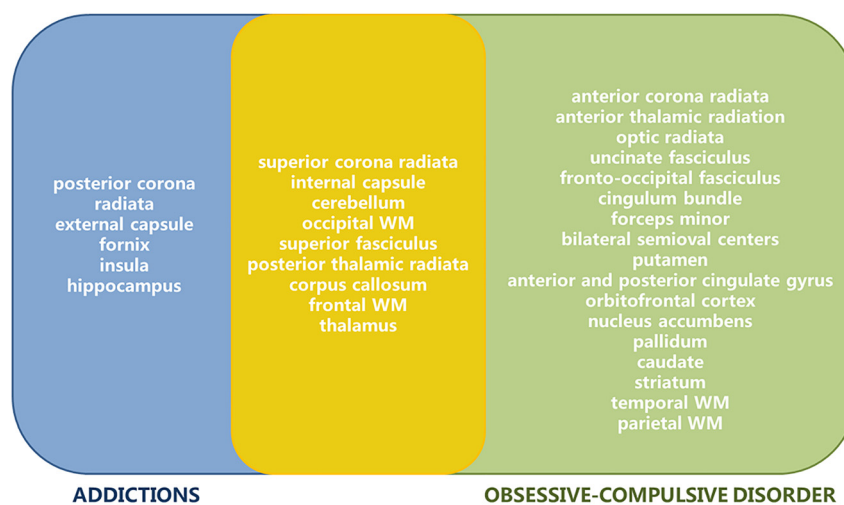 posterior corona
radiata
external capsule
fornix
insula
hippocampus
superior corona radiata
internal capsule
cerebellum
occipital WM
superior fasciculus
posterior thalamic radiata
corpus callosum
frontal WM
thalamus
anterior corona radiata
anterior thalamic radiation
optic radiata
uncinate fasciculus
fronto-occipital fasciculus
cingulum bundle
forceps minor
bilateral semioval centers
putamen
anterior and posterior cingulate gyrus
orbitofrontal cortex
nucleus accumbens
pallidum
caudate
striatum
temporal WM
parietal WM
ADDICTIONS
OBSESSIVE-COMPULSIVE DISORDER